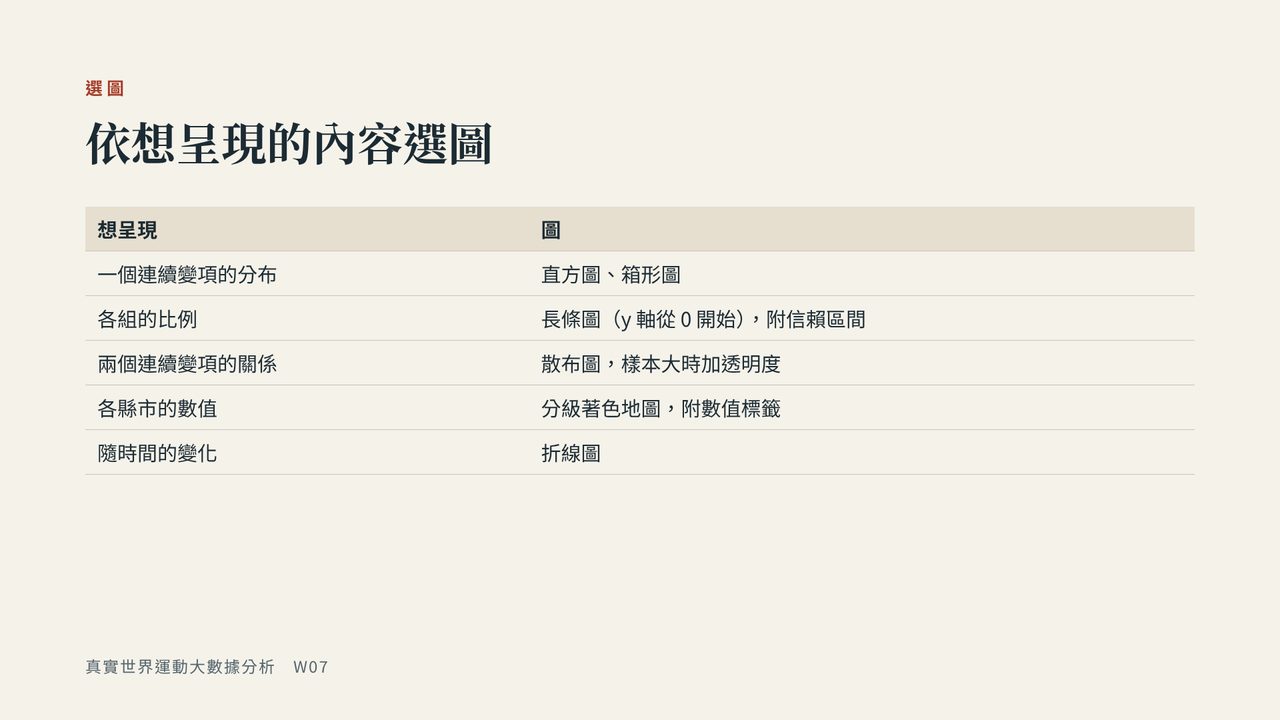 選圖
依想呈現的內容選圖
想呈現 圖
一個連續變項的分布 直方圖、箱形圖
各組的比例 長條圖（y 軸從 0 開始），附信賴區間
兩個連續變項的關係 散布圖，樣本大時加透明度
各縣市的數值 分級著色地圖，附數值標籤
隨時間的變化 折線圖
真實世界運動大數據分析 W07